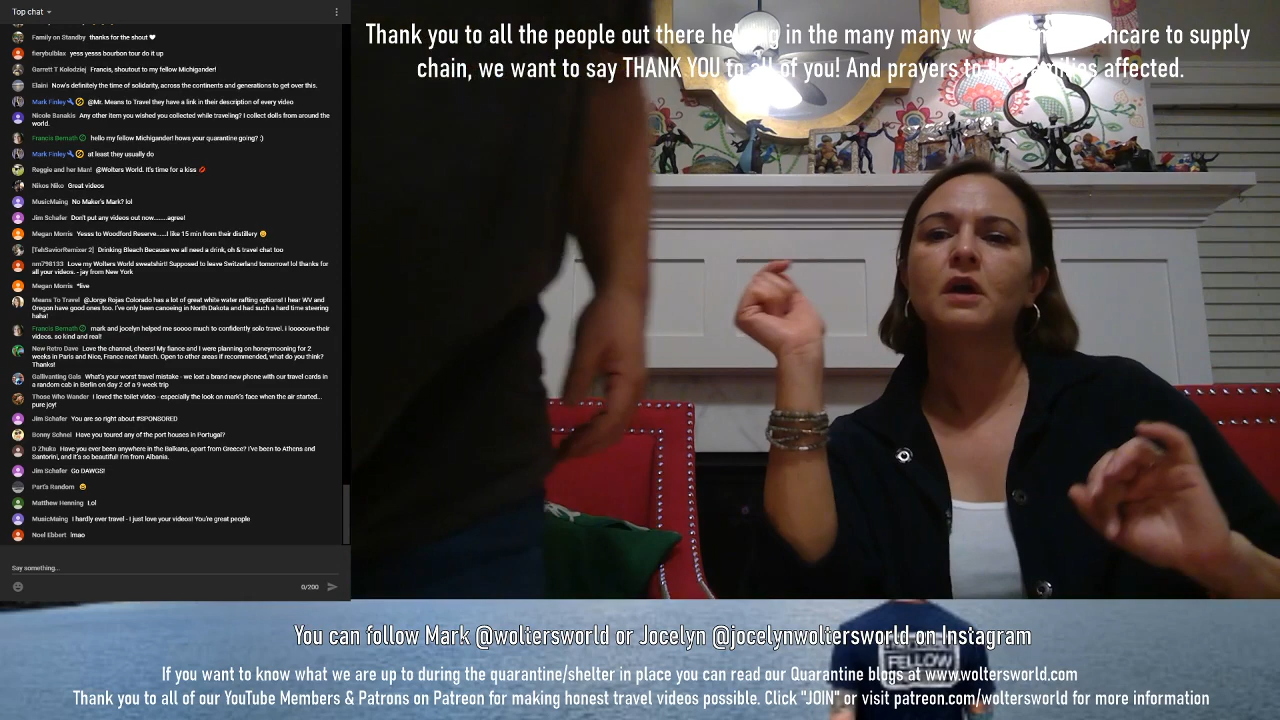 Top chat
Family on Standby thanks for the shout
fierybulblax yess yesss bourbon tour do it up
Garrett T Kolodziej Francis, shoutout to my fellow Michigander!
Elaini Now's definitely the time of solidarity, across the continents and generations to get over this.
Mark Finley @Mr. Means to Travel they have a link in their description of every video
Nicole Banakis Any other item you wished you collected while traveling? I collect dolls from around the
world.
Francis Bernath hello my fellow Michigander! hows your quarantine going? :)
Mark Finley at least they usually do
Reggie and her Man! @Wolters World. It's time for a kiss 💋
Nikos Niko Great videos
MusicMaing No Maker's Mark? lol
Jim Schafer Don't put any videos out now.......agree!
Megan Morris Yesss to Woodford Reserve......I like 15 min from their distillery
[TehSaviorRemixer 2] Drinking Bleach Because we all need a drink, oh & travel chat too
nm798133 Love my Wolters World sweatshirt! Supposed to leave Switzerland tomorrow! lol thanks for
all your videos. - jay from New York
Megan Morris *live
Means To Travel @Jorge Rojas Colorado has a lot of great white water rafting options! I hear WV and
Oregon have good ones too. I've only been canoeing in North Dakota and had such a hard time steering
haha!
Francis Bernath mark and jocelyn helped me soooo much to confidently solo travel. i looooove their
videos. so kind and real!
New Retro Dave Love the channel, cheers! My fiance and I were planning on honeymooning for 2
weeks in Paris and Nice, France next March. Open to other areas if recommended, what do you think?
Thanks!
Gallivanting Gals What's your worst travel mistake - we lost a brand new phone with our travel cards in
a random cab in Berlin on day 2 of a 9 week trip
Those Who Wander I loved the toilet video - especially the look on mark's face when the air started...
pure joy!
Jim Schafer You are so right about #SPONSORED
Bonny Schnel Have you toured any of the port houses in Portugal?
D Zhuka Have you ever been anywhere in the Balkans, apart from Greece? I've been to Athens and
Santorini, and it's so beautiful! I'm from Albania.
Jim Schafer Go DAWGS!
Part's Random
Matthew Henning Lol
MusicMaing I hardly ever travel - I just love your videos! You're great people
Noel Ebbert lmao
Say something...
0/200
Thank you to all the people out there helping in the many many to supply
chain, we want to say THANK YOU to all of you! And prayers to the families affected.
FELLOW
You can follow Mark @woltersworld or Jocelyn @jocelynwoltersworld on Instagram
If you want to know what we are up to during the quarantine/shelter in place you can read our Quarantine blogs at www.woltersworld.com
Thank you to all of our YouTube Members & Patrons on Patreon for making honest travel videos possible. Click "JOIN" or visit patreon.com/woltersworld for more information